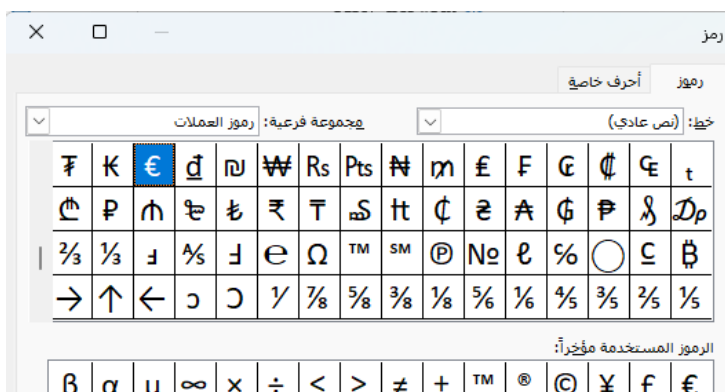 رمز
رموز أحرف خاصة
خط: (نص عادي) مجموعة فرعية: رموز العملات
₮ ₭ € ₫ ₪ ₩ ₨ ₧ ₦ ₥ ₤ ₣ ₢ ₡ ₠ t
₾ ₽ ₼ ₻ ₺ ₹ ₸ ₷ ₶ ₵ ₴ ₳ ₲ ₱ ₰ ₯
⅔ ⅓ ⅎ ⅍ Ⅎ ℮ Ω ™ ℠ ℗ № ℓ ℅ ⃝ ⃀ ₿
→ ↑ ← ↄ Ↄ ⅟ ⅞ ⅝ ⅜ ⅛ ⅚ ⅙ ⅘ ⅗ ⅖ ⅕
الرموز المستخدمة مؤخراً:
β α µ ∞ × ÷ ≤ ≥ ≠ ± ™ ® © ¥ £ €